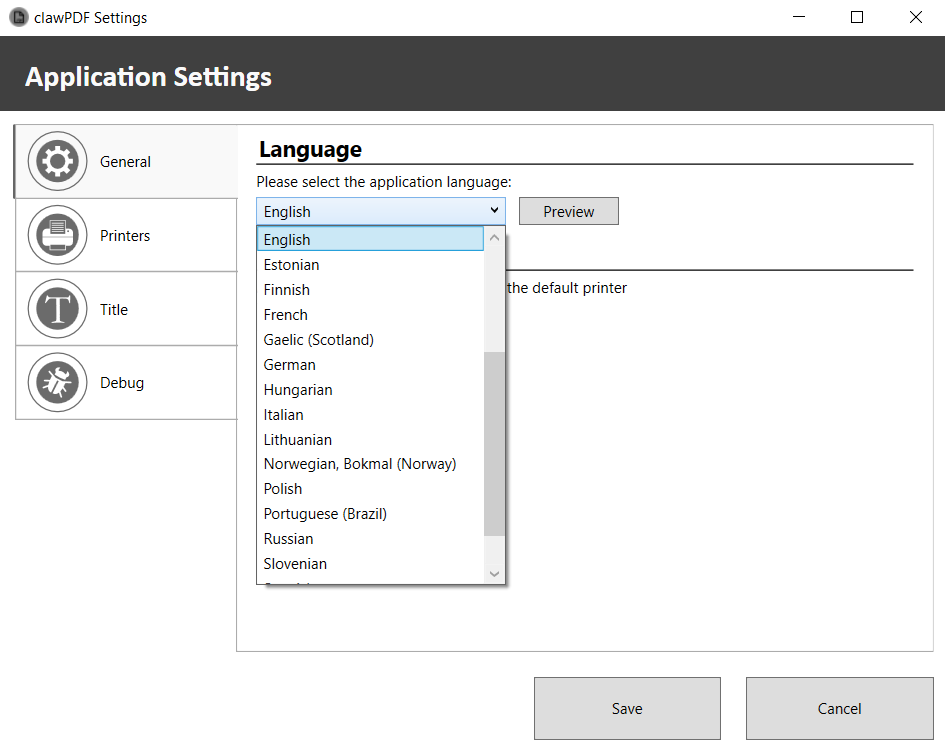 clawPDF Settings
Application Settings
General
Printers
Title
Debug
Language
Please select the application language:
English
Preview
English
Estonian
Finnish
French
Gaelic (Scotland)
German
Hungarian
Italian
Lithuanian
Norwegian, Bokmal (Norway)
Polish
Portuguese (Brazil)
Russian
Slovenian
the default printer
Save
Cancel